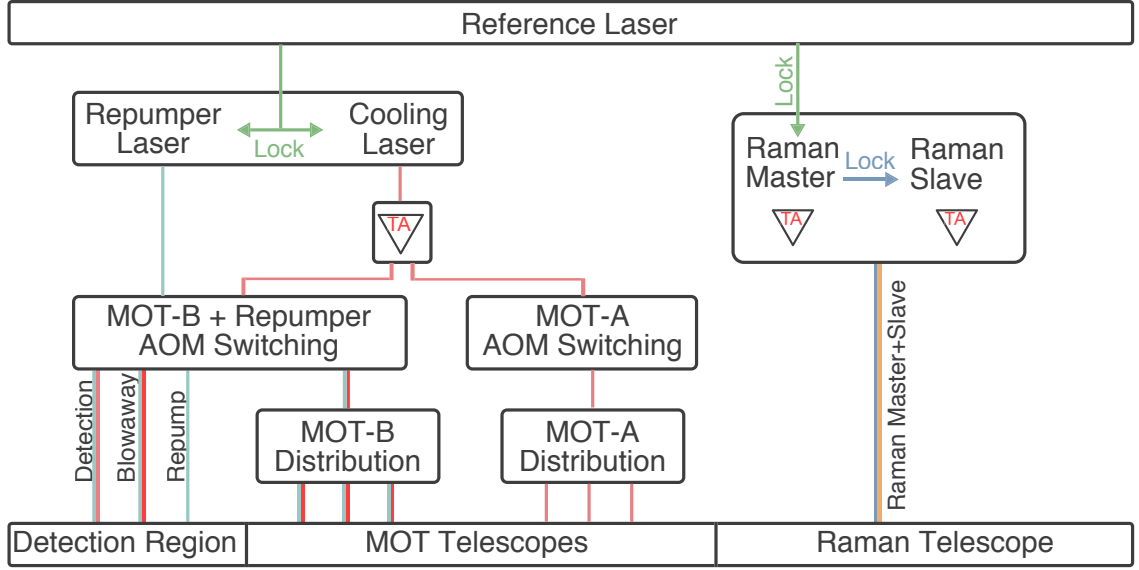 Reference Laser
Repumper
Laser
Lock
Cooling
Laser
Lock
Raman
Master
Lock
Raman
Slave
TA
TA
TA
MOT-B + Repumper
AOM Switching
MOT-A
AOM Switching
Detection
Blowaway
Repump
MOT-B
Distribution
MOT-A
Distribution
Raman Master+Slave
Detection Region
MOT Telescopes
Raman Telescope